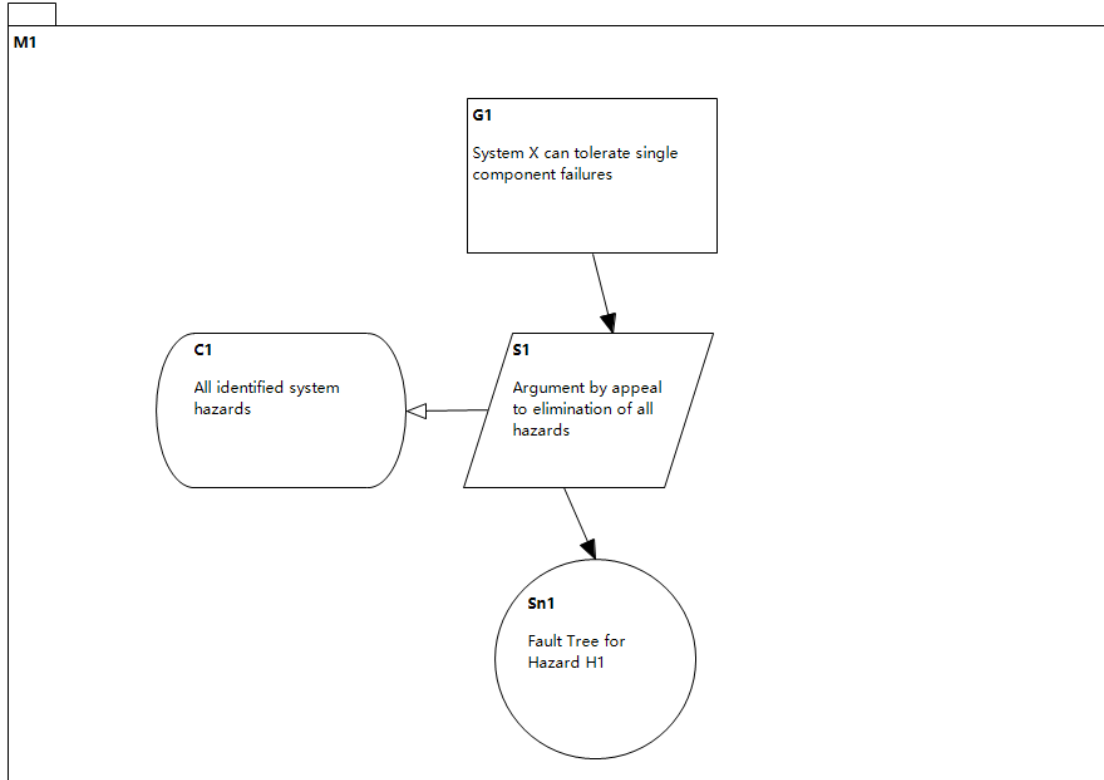 M1
G1
System X can tolerate single
component failures
C1
All identified system
hazards
S1
Argument by appeal
to elimination of all
hazards
Sn1
Fault Tree for
Hazard H1